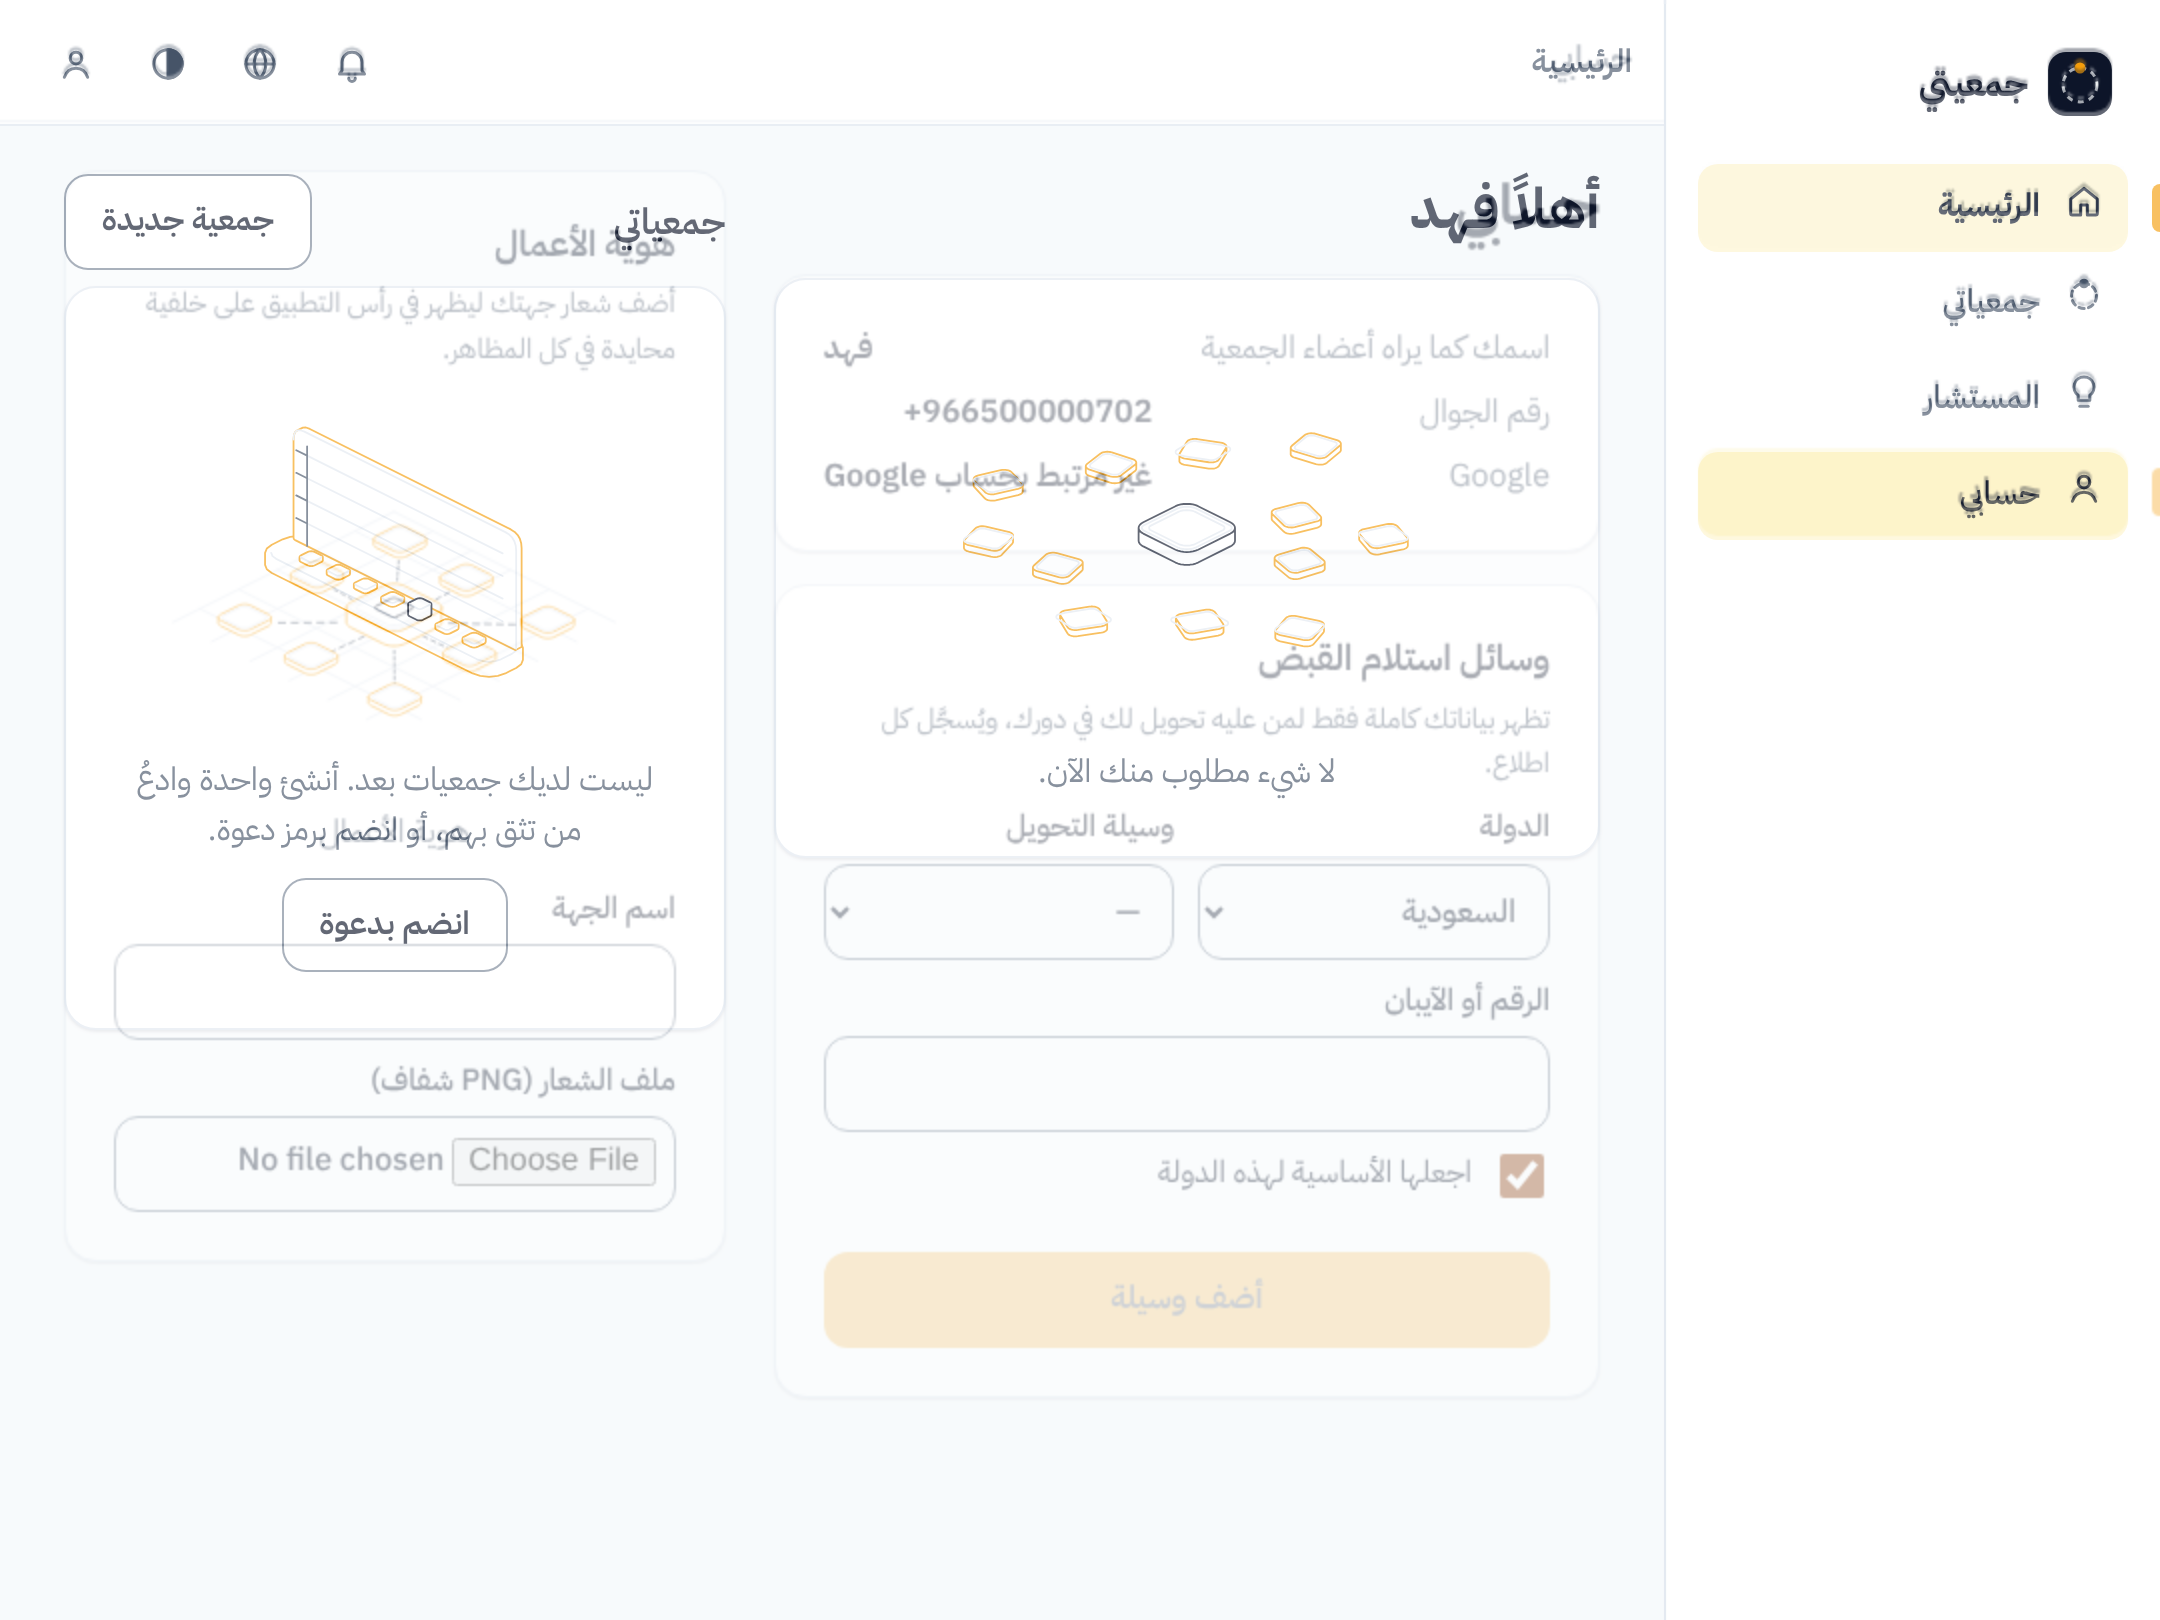 جمعيتي
الرئيسية
جمعياتي
المستشار
حسابي
الرئيسية
حسابي
أهلاً فهد
حسابي
اسمك كما يراه أعضاء الجمعية
فهد
رقم الجوال
+966500000702
Google
غير مرتبط بحساب Google
وسائل استلام القبض
تظهر بياناتك كاملة فقط لمن عليه تحويل لك في دورك، ويُسجَّل كل
اطلاع.
لا شيء مطلوب منك الآن.
الدولة
وسيلة التحويل
السعودية
—
الرقم أو الآيبان
اجعلها الأساسية لهذه الدولة
أضف وسيلة
جمعياتي
جمعية جديدة
هوية الأعمال
أضف شعار جهتك ليظهر في رأس التطبيق على خلفية
محايدة في كل المظاهر.
ليست لديك جمعيات بعد. أنشئ واحدة وادعُ
من تثق بهم، أو انضم برمز دعوة.
هوية الأعمال
انضم بدعوة
اسم الجهة
ملف الشعار (PNG شفاف)
Choose File
No file chosen